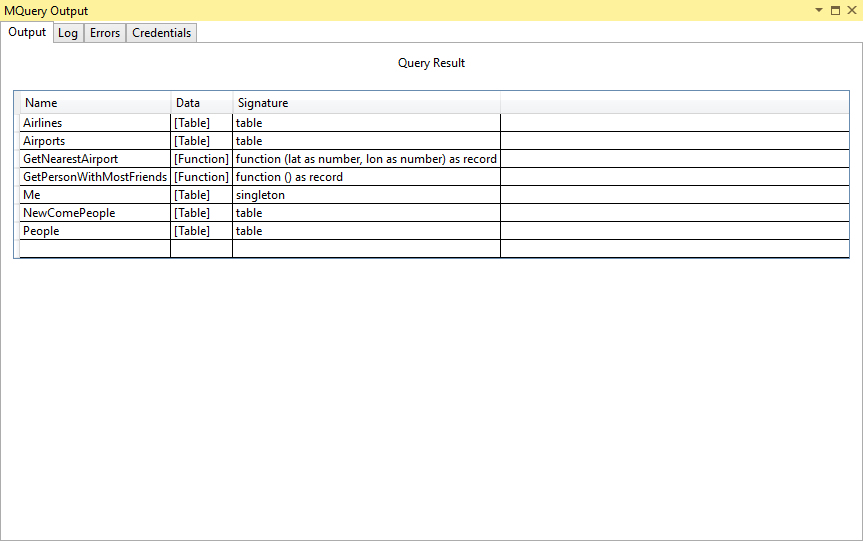 MQuery Output
Output Log Errors Credentials
Query Result
Name Data Signature
Airlines [Table] table
Airports [Table] table
GetNearestAirport [Function] function (lat as number, lon as number) as record
GetPersonWithMostFriends [Function] function () as record
Me [Table] singleton
NewComePeople [Table] table
People [Table] table